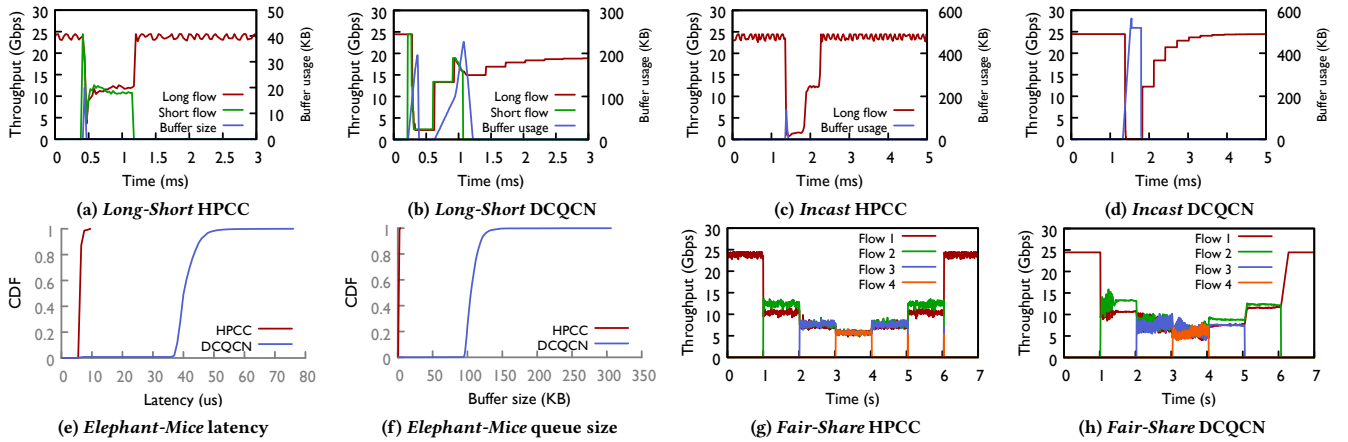 Throughput (Gbps)
30
25
20
15
10
5
0
50
40
30
20
10
0
Buffer usage (KB)
Long flow
Short flow
Buffer size
0 0.5 1 1.5 2 2.5 3
Time (ms)
(a) Long-Short HPCC
Throughput (Gbps)
30
25
20
15
10
5
0
300
200
100
0
Buffer usage (KB)
Long flow
Short flow
Buffer usage
0 0.5 1 1.5 2 2.5 3
Time (ms)
(b) Long-Short DCQCN
Throughput (Gbps)
30
25
20
15
10
5
0
600
400
200
0
Buffer usage (KB)
Long flow
Buffer usage
0 1 2 3 4 5
Time (ms)
(c) Incast HPCC
Throughput (Gbps)
30
25
20
15
10
5
0
600
400
200
0
Buffer usage (KB)
0 1 2 3 4 5
Time (ms)
(d) Incast DCQCN
CDF
1
0.8
0.6
0.4
0.2
0
HPCC
DCQCN
0 10 20 30 40 50 60 70 80
Latency (us)
(e) Elephant-Mice latency
CDF
1
0.8
0.6
0.4
0.2
0
HPCC
DCQCN
0 50 100 150 200 250 300 350
Buffer size (KB)
(f) Elephant-Mice queue size
Throughput (Gbps)
30
25
20
15
10
5
0
Flow 1
Flow 2
Flow 3
Flow 4
0 1 2 3 4 5 6 7
Time (s)
(g) Fair-Share HPCC
Throughput (Gbps)
30
25
20
15
10
5
0
Flow 1
Flow 2
Flow 3
Flow 4
0 1 2 3 4 5 6 7
Time (s)
(h) Fair-Share DCQCN